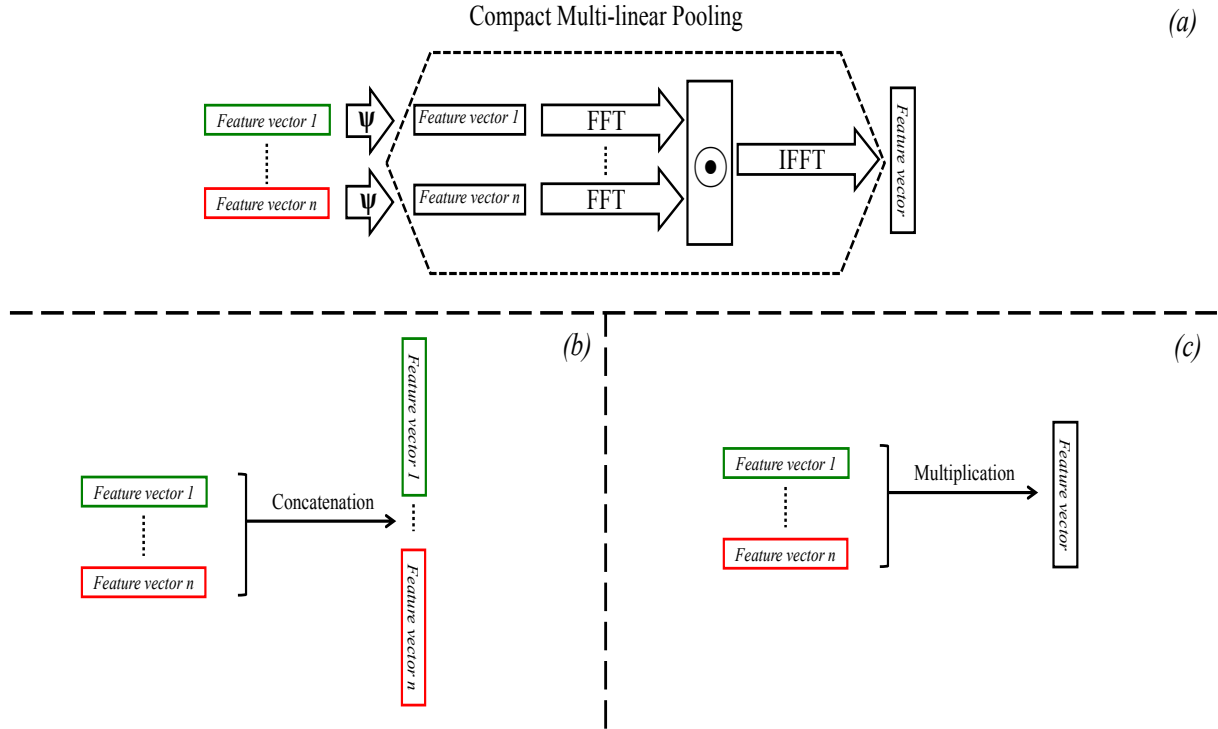 Compact Multi-linear Pooling
(a)
Feature vector 1
ψ
Feature vector 1
FFT
Feature vector n
ψ
Feature vector n
FFT
IFFT
Feature vector
(b)
Feature vector 1
Feature vector n
Concatenation
Feature vector 1
Feature vector n
(c)
Feature vector 1
Feature vector n
Multiplication
Feature vector